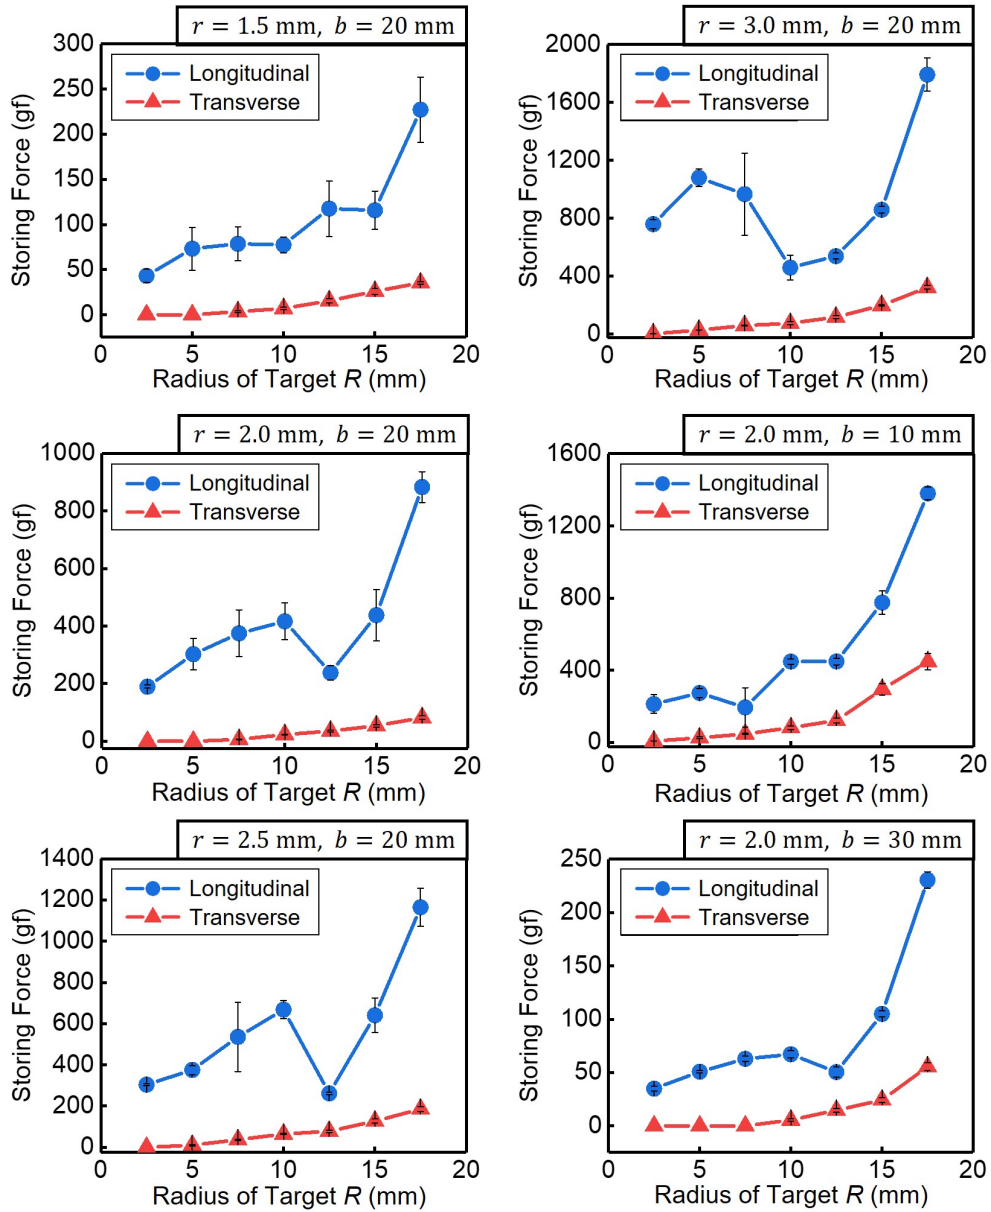 r = 1.5 mm, b = 20 mm
300
250
200
150
100
50
0
Storing Force (gf)
Longitudinal
Transverse
0 5 10 15 20
Radius of Target R (mm)
r = 3.0 mm, b = 20 mm
2000
1600
1200
800
400
0
Storing Force (gf)
Longitudinal
Transverse
0 5 10 15 20
Radius of Target R (mm)
r = 2.0 mm, b = 20 mm
1000
800
600
400
200
0
Storing Force (gf)
Longitudinal
Transverse
0 5 10 15 20
Radius of Target R (mm)
r = 2.0 mm, b = 10 mm
1600
1200
800
400
0
Storing Force (gf)
Longitudinal
Transverse
0 5 10 15 20
Radius of Target R (mm)
r = 2.5 mm, b = 20 mm
1400
1200
1000
800
600
400
200
0
Storing Force (gf)
Longitudinal
Transverse
0 5 10 15 20
Radius of Target R (mm)
r = 2.0 mm, b = 30 mm
250
200
150
100
50
0
Storing Force (gf)
Longitudinal
Transverse
0 5 10 15 20
Radius of Target R (mm)